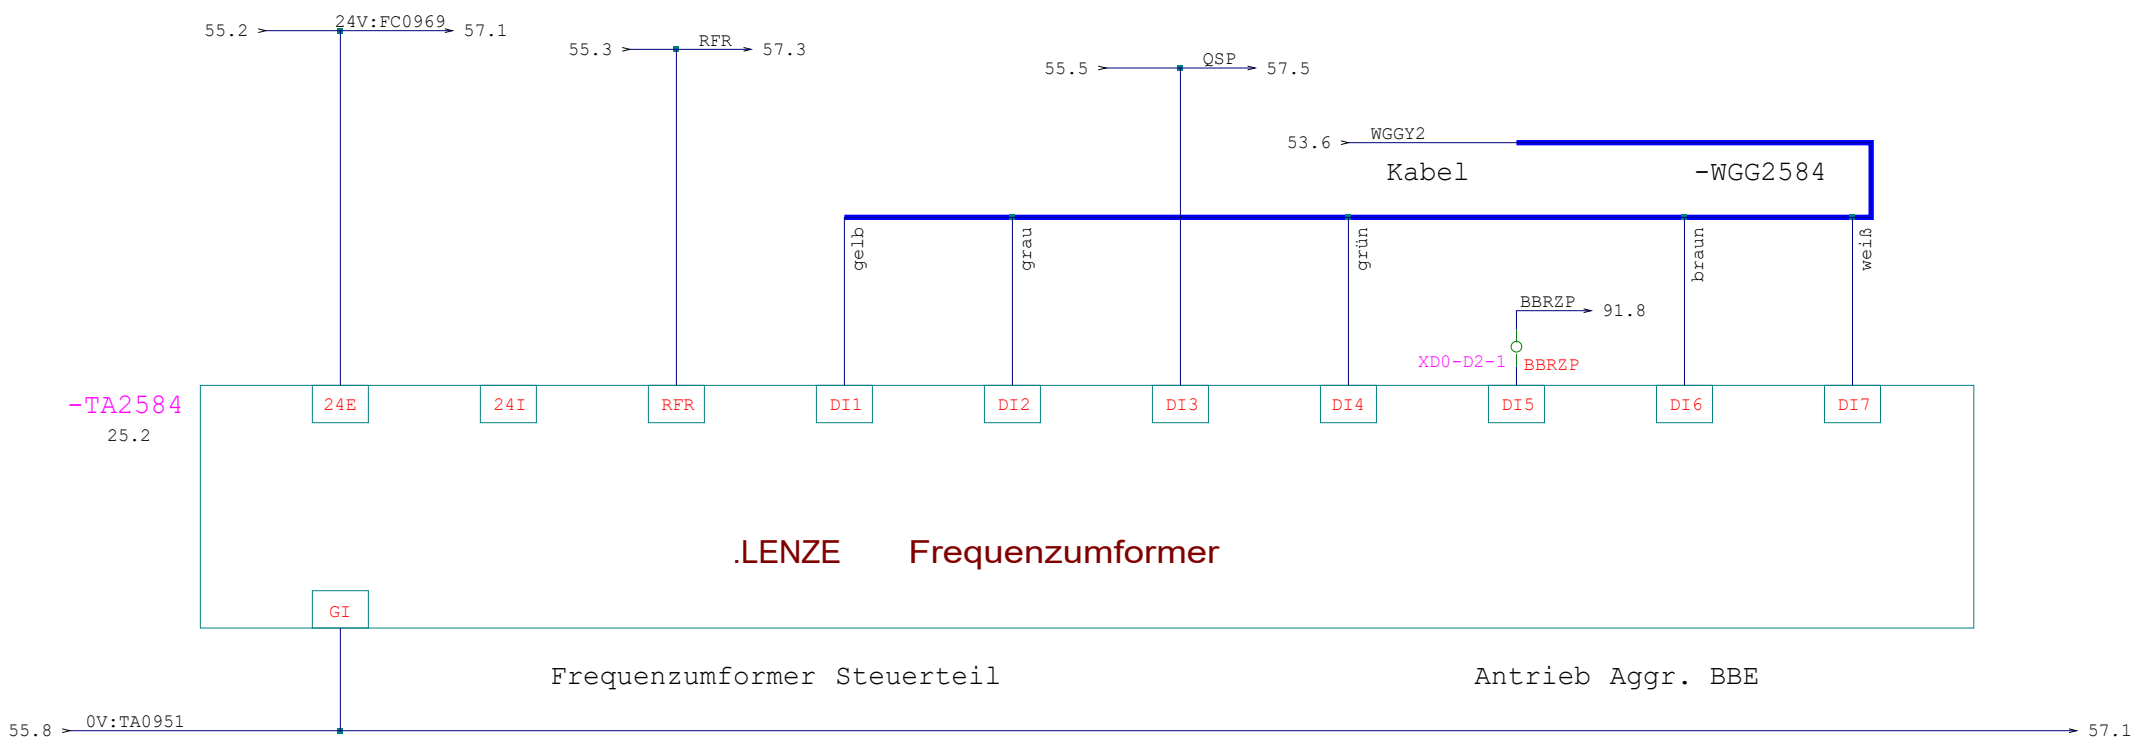 55.2 24V:FC0969 57.1
55.3 RFR 57.3
55.5 QSP 57.5
53.6 WGGY2
Kabel -WGG2584
gelb
grau
grün
braun
weiß
BBRZP 91.8
XD0-D2-1 BBRZP
-TA2584 24E 24I RFR DI1 DI2 DI3 DI4 DI5 DI6 DI7
25.2
.LENZE Frequenzumformer
GI
Frequenzumformer Steuerteil Antrieb Aggr. BBE
55.8 0V:TA0951 57.1